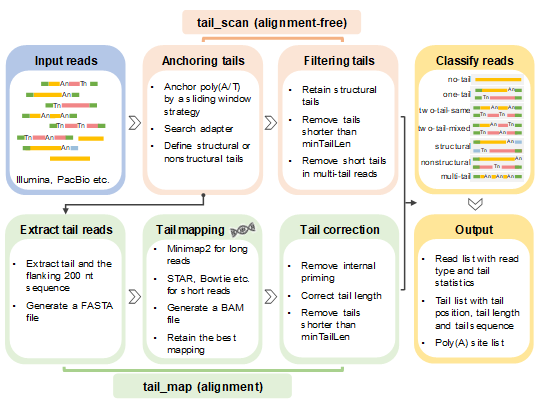 tail_scan (alignment-free)
Input reads
An Tn
An
Tn
An An
Tn Tn
Tn An
An
Illumina, PacBio etc.
Anchoring tails
• Anchor poly(A/T)
by a sliding window
strategy
• Search adapter
• Define structural or
nonstructural tails
Filtering tails
• Retain structural
tails
• Remove tails
shorter than
minTailLen
• Remove short tails
in multi-tail reads
Classify reads
no-tail
one-tail An
Tn
two-tail-same An An
Tn Tn
two-tail-mixed An
Tn
structural An
Tn
nonstructural An
Tn
multi-tail An An An
Extract tail reads
• Extract tail and the
flanking 200 nt
sequence
• Generate a FASTA
file
Tail mapping
• Minimap2 for long
reads
• STAR, Bowtie etc.
for short reads
• Generate a BAM
file
• Retain the best
mapping
Tail correction
• Remove internal
priming
• Correct tail length
• Remove tails
shorter than
minTailLen
Output
• Read list with read
type and tail
statistics
• Tail list with tail
position, tail length
and tail sequence
• Poly(A) site list
tail_map (alignment)